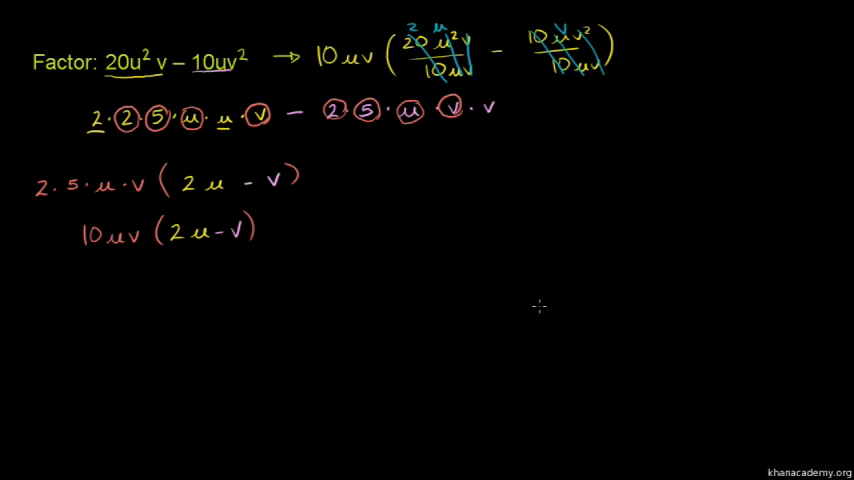 Factor: 20u² v – 10uv² → 10uv ( 20u²v / 10uv – 10uv² / 10uv )
2 u v
2 · 2 · 5 · u · u · v – 2 · 5 · u · v · v
2 · 5 · u · v ( 2u – v )
10uv ( 2u – v )
khanacademy.org